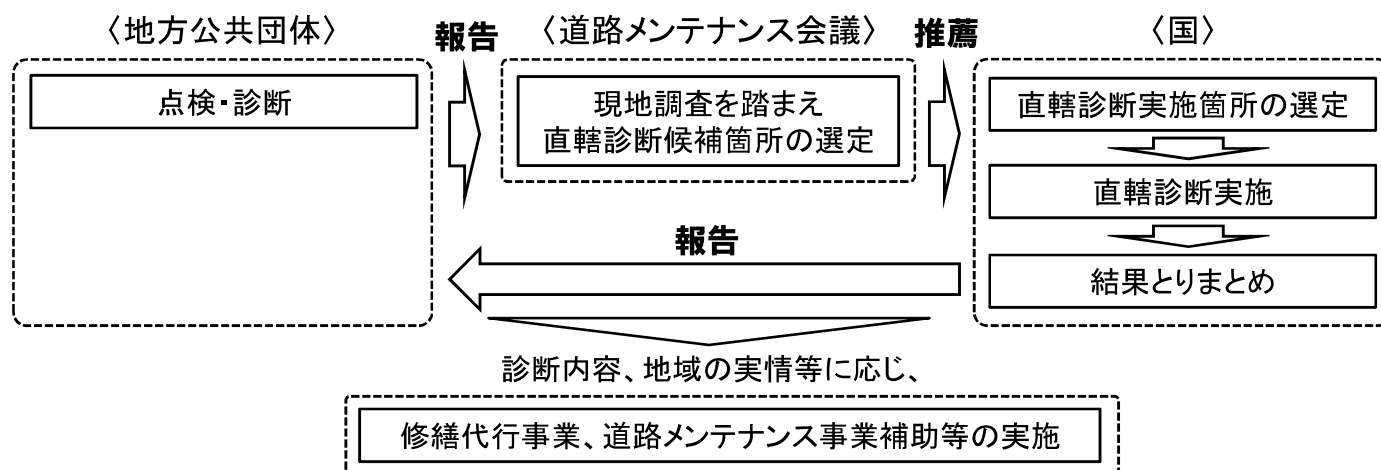 〈地方公共団体〉
報告
〈道路メンテナンス会議〉
推薦
〈国〉
点検・診断
現地調査を踏まえ
直轄診断候補箇所の選定
直轄診断実施箇所の選定
直轄診断実施
結果とりまとめ
報告
診断内容、地域の実情等に応じ、
修繕代行事業、道路メンテナンス事業補助等の実施